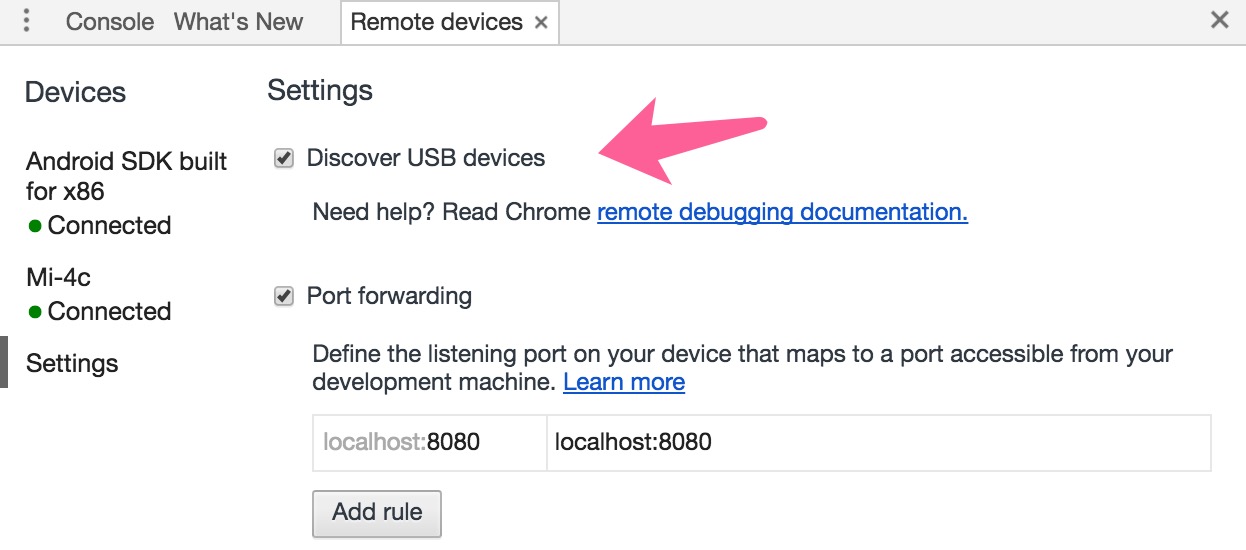 Console What's New Remote devices
Devices
Android SDK built
for x86
Connected
Mi-4c
Connected
Settings
Settings
Discover USB devices
Need help? Read Chrome remote debugging documentation.
Port forwarding
Define the listening port on your device that maps to a port accessible from your
development machine. Learn more
localhost:8080 localhost:8080
Add rule